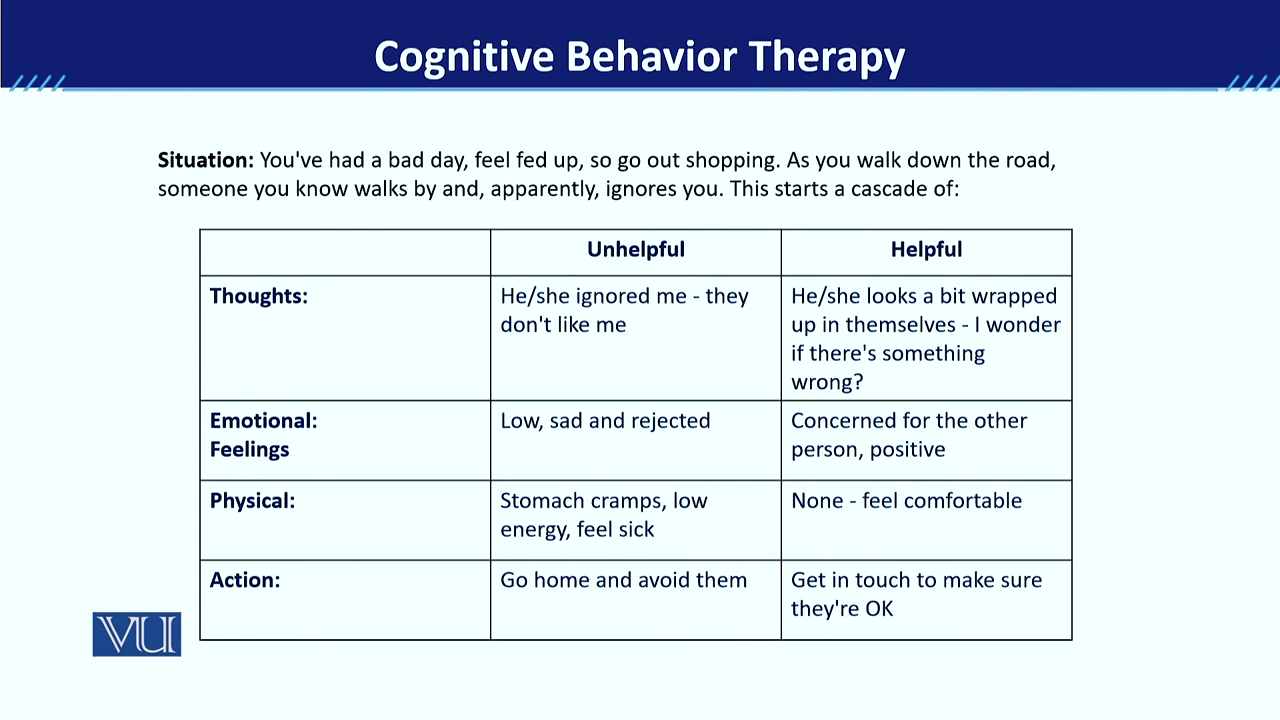 Cognitive Behavior Therapy
Situation: You've had a bad day, feel fed up, so go out shopping. As you walk down the road,
someone you know walks by and, apparently, ignores you. This starts a cascade of:
Unhelpful
Helpful
Thoughts:
He/she ignored me - they
don't like me
He/she looks a bit wrapped
up in themselves - I wonder
if there's something
wrong?
Emotional:
Feelings
Low, sad and rejected
Concerned for the other
person, positive
Physical:
Stomach cramps, low
energy, feel sick
None - feel comfortable
Action:
Go home and avoid them
Get in touch to make sure
they're OK
VU